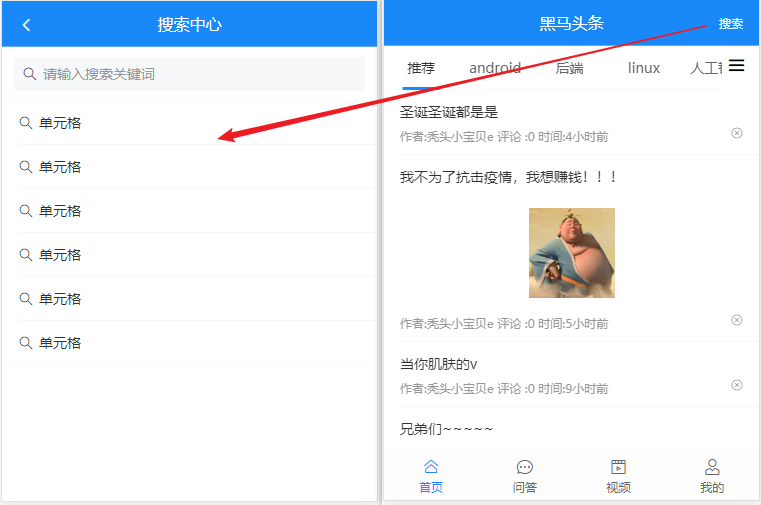 搜索中心
请输入搜索关键词
单元格
单元格
单元格
单元格
单元格
单元格
黑马头条
搜索
推荐 android 后端 linux 人工
圣诞圣诞都是是
作者:秃头小宝贝e 评论 :0 时间:4小时前
我不为了抗击疫情，我想赚钱！！！
作者:秃头小宝贝e 评论 :0 时间:5小时前
当你肌肤的v
作者:秃头小宝贝e 评论 :0 时间:9小时前
兄弟们~~~~~
首页 问答 视频 我的